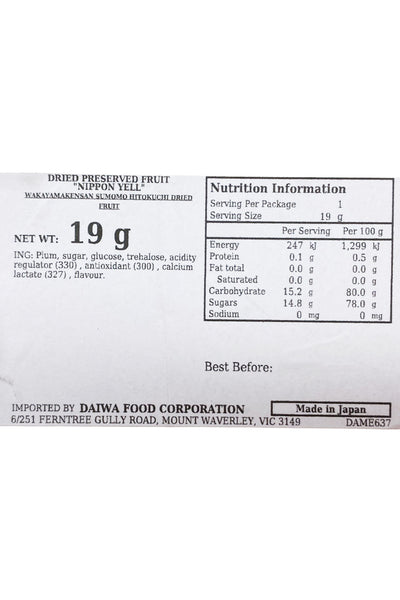 DRIED PRESERVED FRUIT
"NIPPON YELL"
WAKAYAMAKENSAN SUMOMO HITOKUCHI DRIED
FRUIT
NET WT: 19 g
ING: Plum, sugar, glucose, trehalose, acidity
regulator (330) , antioxidant (300) , calcium
lactate (327) , flavour.
Nutrition Information
Serving Per Package 1
Serving Size 19 g
Per Serving Per 100 g
Energy 247 kJ 1,299 kJ
Protein 0.1 g 0.5 g
Fat total 0.0 g 0.0 g
Saturated 0.0 g 0.0 g
Carbohydrate 15.2 g 80.0 g
Sugars 14.8 g 78.0 g
Sodium 0 mg 0 mg
Best Before:
IMPORTED BY DAIWA FOOD CORPORATION
Made in Japan
6/251 FERNTREE GULLY ROAD, MOUNT WAVERLEY, VIC 3149
DAME637